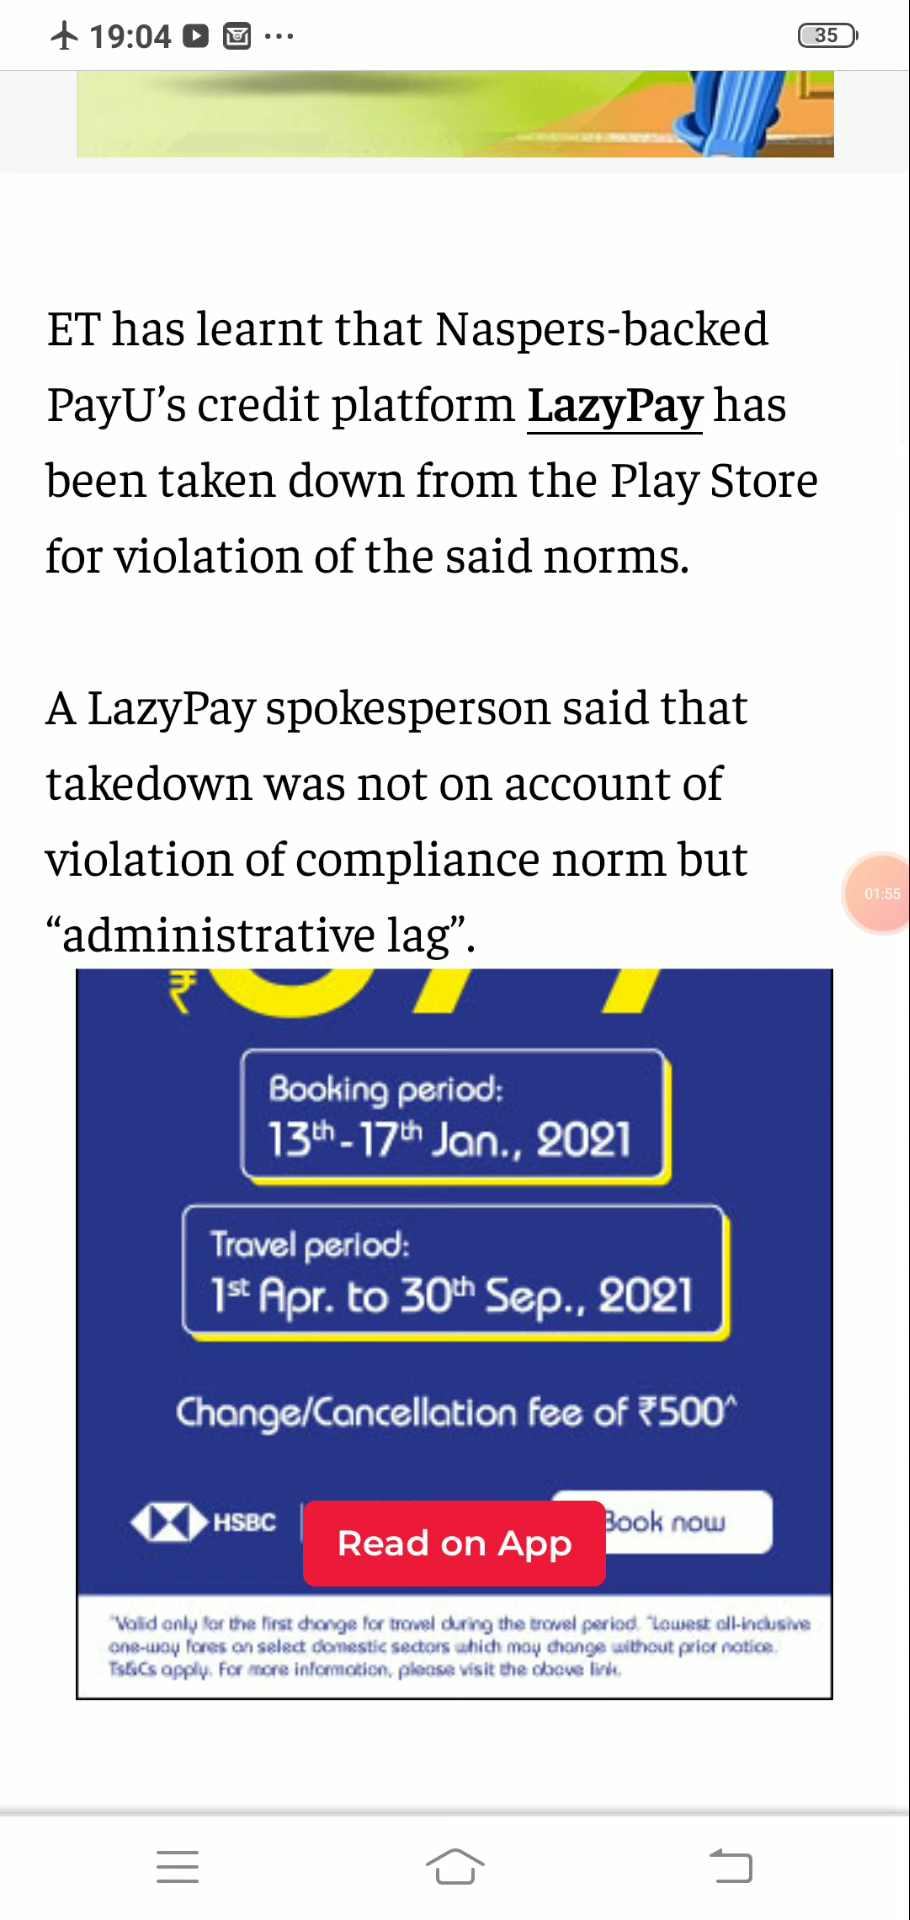 19:04
35
ET has learnt that Naspers-backed
PayU’s credit platform LazyPay has
been taken down from the Play Store
for violation of the said norms.
A LazyPay spokesperson said that
takedown was not on account of
violation of compliance norm but
01:55
“administrative lag”.
₹
Booking period:
13th - 17th Jan., 2021
Travel period:
1st Apr. to 30th Sep., 2021
Change/Cancellation fee of ₹500^
HSBC
Read on App
Book now
^Valid only for the first change for travel during the travel period. *Lowest all-inclusive
one-way fares on select domestic sectors which may change without prior notice.
Ts&Cs apply. For more information, please visit the above link.